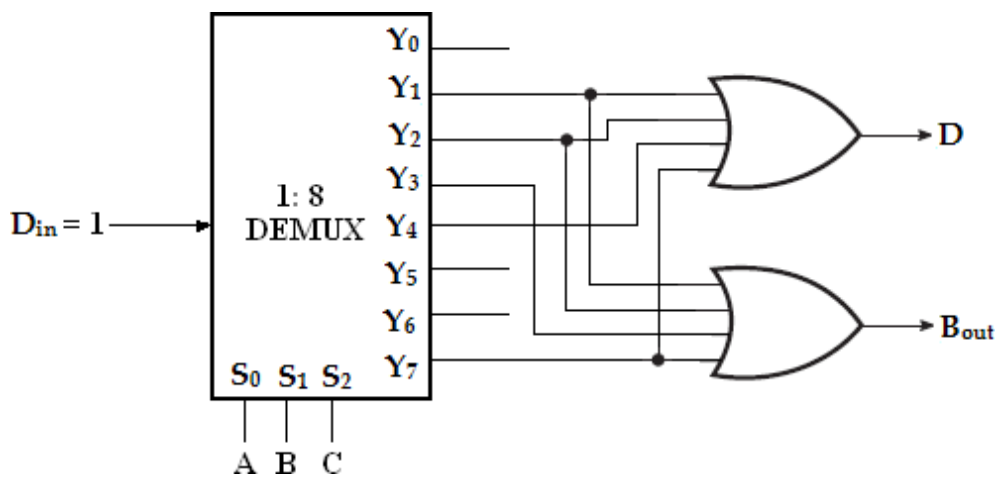 Y0
Y1
Y2
Y3
Y4
Y5
Y6
Y7
1: 8
DEMUX
Din = 1
S0 S1 S2
A B C
D
Bout